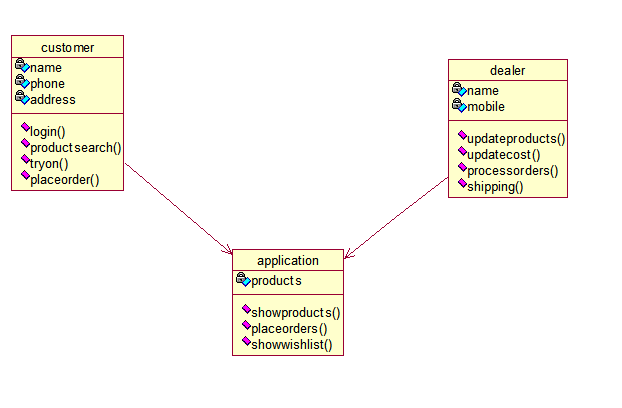 customer
name
phone
address
login()
productsearch()
tryon()
placeorder()
dealer
name
mobile
updateproducts()
updatecost()
processorders()
shipping()
application
products
showproducts()
placeorders()
showwishlist()